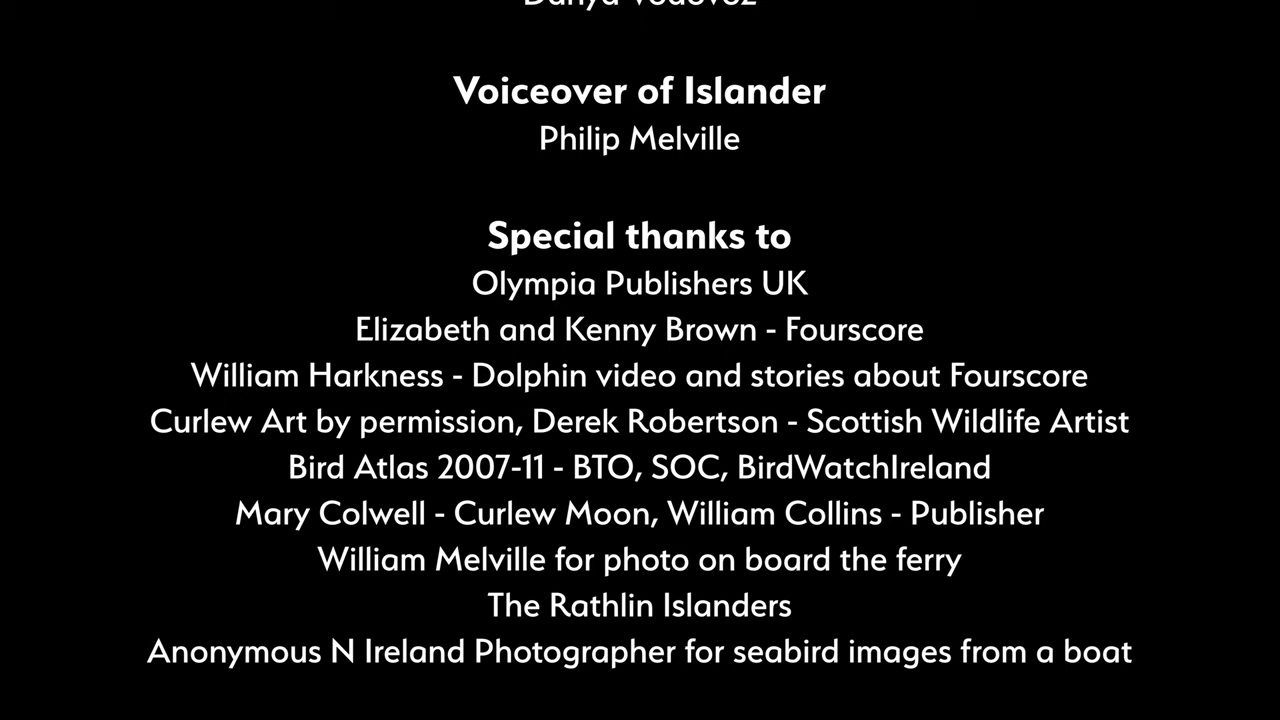 Voiceover of Islander
Philip Melville
Special thanks to
Olympia Publishers UK
Elizabeth and Kenny Brown - Fourscore
William Harkness - Dolphin video and stories about Fourscore
Curlew Art by permission, Derek Robertson - Scottish Wildlife Artist
Bird Atlas 2007-11 - BTO, SOC, BirdWatchIreland
Mary Colwell - Curlew Moon, William Collins - Publisher
William Melville for photo on board the ferry
The Rathlin Islanders
Anonymous N Ireland Photographer for seabird images from a boat